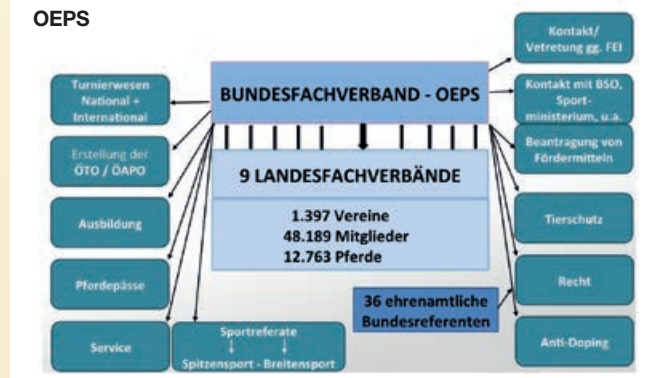 OEPS
BUNDESFACHVERBAND - OEPS
9 LANDESFACHVERBÄNDE
1.397 Vereine
48.189 Mitglieder
12.763 Pferde
36 ehrenamtliche
Bundesreferenten
Turnierwesen
National +
International
Erstellung der
ÖTO / ÖAPO
Ausbildung
Pferdepässe
Service
Sportreferate
Spitzensport - Breitensport
Kontakt/
Vetretung gg. FEI
Kontakt mit BSO,
Sport-
ministerium, u.a.
Beantragung von
Fördermitteln
Tierschutz
Recht
Anti-Doping